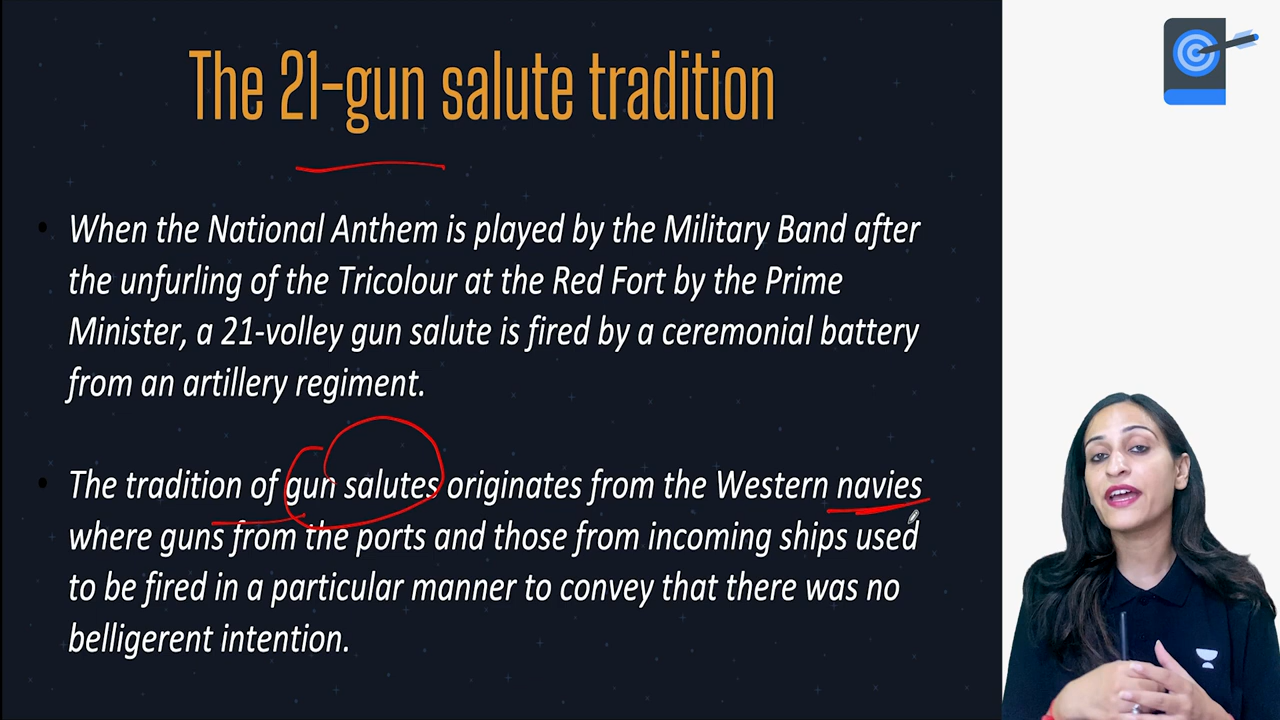 The 21-gun salute tradition
• When the National Anthem is played by the Military Band after
the unfurling of the Tricolour at the Red Fort by the Prime
Minister, a 21-volley gun salute is fired by a ceremonial battery
from an artillery regiment.
• The tradition of gun salutes originates from the Western navies
where guns from the ports and those from incoming ships used
to be fired in a particular manner to convey that there was no
belligerent intention.